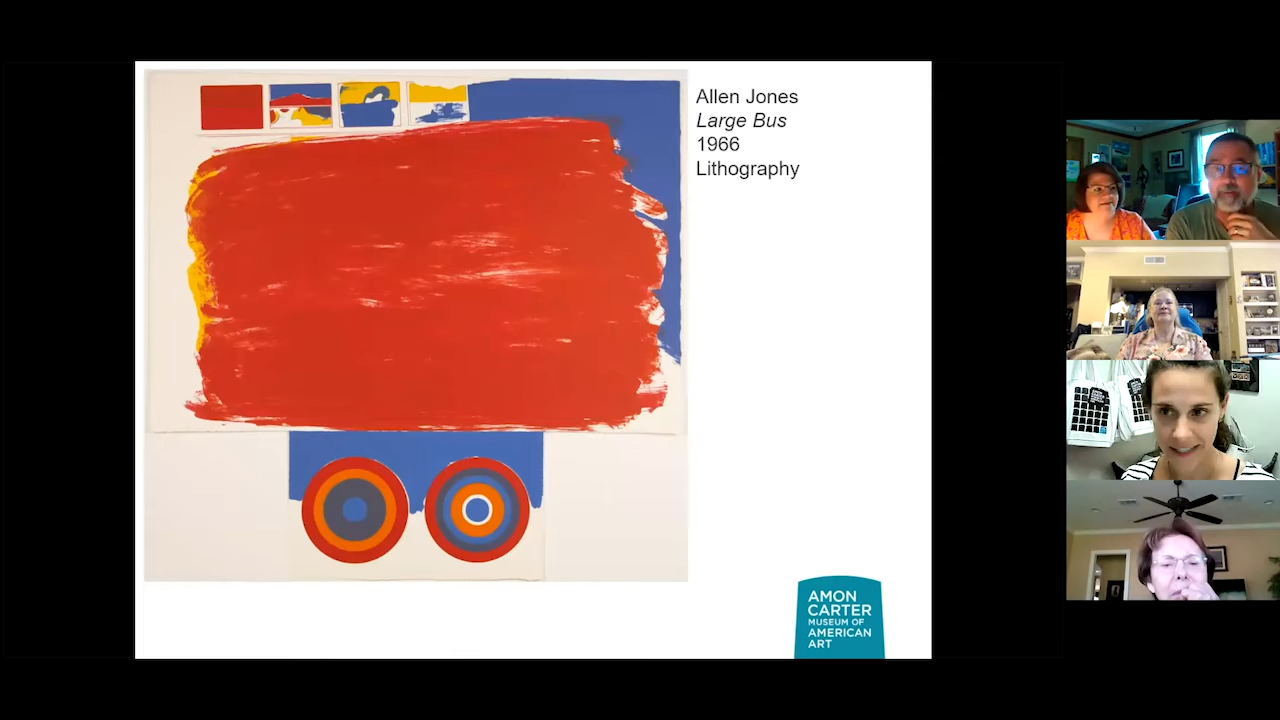 Allen Jones
Large Bus
1966
Lithography
AMON
CARTER
MUSEUM OF
AMERICAN
ART